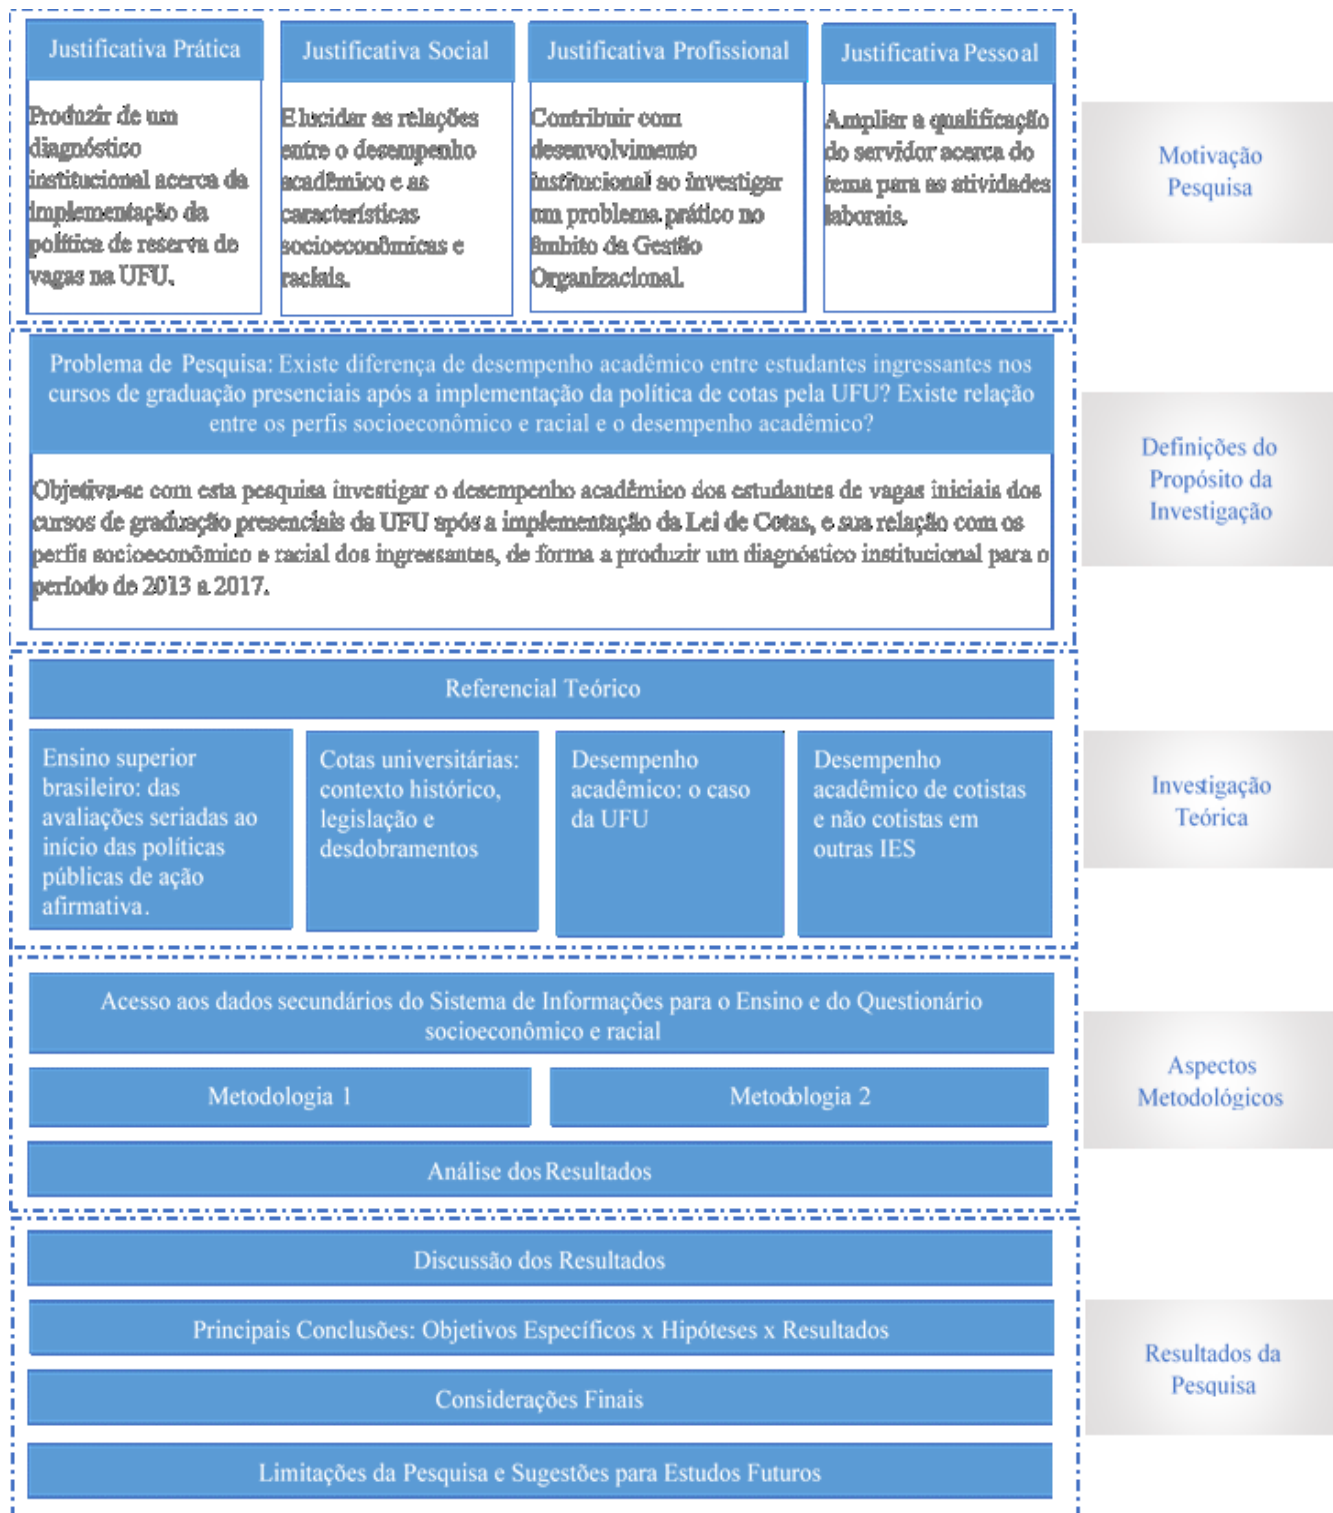 Justificativa Prática
Produzir de um
diagnóstico
institucional acerca da
implementação da
política de reserva de
vagas na UFU.
Justificativa Social
Elucidar as relações
entre o desempenho
acadêmico e as
características
socioeconômicas e
raciais.
Justificativa Profissional
Contribuir com
desenvolvimento
institucional ao investigar
um problema prático no
âmbito da Gestão
Organizacional.
Justificativa Pessoal
Ampliar a qualificação
do servidor acerca do
tema para as atividades
laborais.
Motivação
Pesquisa
Problema de Pesquisa: Existe diferença de desempenho acadêmico entre estudantes ingressantes nos
cursos de graduação presenciais após a implementação da política de cotas pela UFU? Existe relação
entre os perfis socioeconômico e racial e o desempenho acadêmico?
Objetiva-se com esta pesquisa investigar o desempenho acadêmico dos estudantes de vagas iniciais dos
cursos de graduação presenciais da UFU após a implementação da Lei de Cotas, e sua relação com os
perfis socioeconômico e racial dos ingressantes, de forma a produzir um diagnóstico institucional para o
período de 2013 a 2017.
Definições do
Propósito da
Investigação
Referencial Teórico
Ensino superior
brasileiro: das
avaliações seriadas ao
início das políticas
públicas de ação
afirmativa.
Cotas universitárias:
contexto histórico,
legislação e
desdobramentos
Desempenho
acadêmico: o caso
da UFU
Desempenho
acadêmico de cotistas
e não cotistas em
outras IES
Investigação
Teórica
Acesso aos dados secundários do Sistema de Informações para o Ensino e do Questionário
socioeconômico e racial
Metodologia 1
Metodologia 2
Análise dos Resultados
Aspectos
Metodológicos
Discussão dos Resultados
Principais Conclusões: Objetivos Específicos x Hipóteses x Resultados
Considerações Finais
Limitações da Pesquisa e Sugestões para Estudos Futuros
Resultados da
Pesquisa